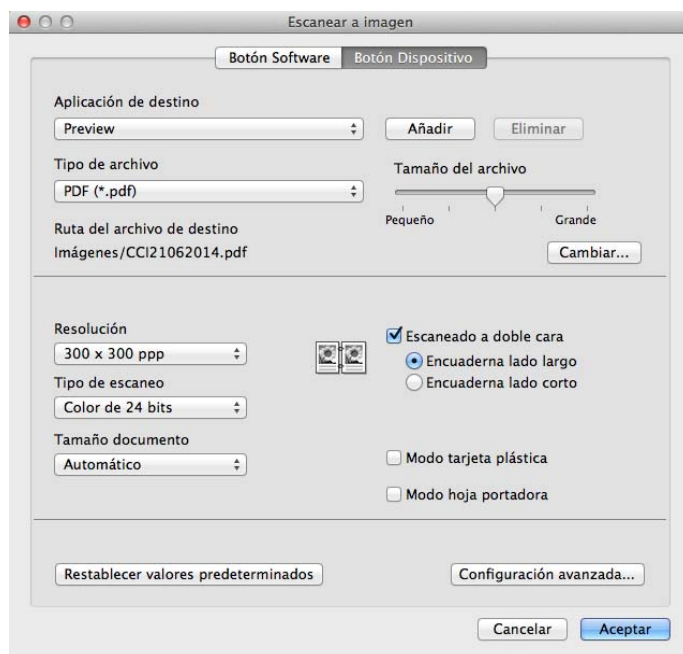 Escanear a imagen
Botón Software Botón Dispositivo
Aplicación de destino
Preview Añadir Eliminar
Tipo de archivo Tamaño del archivo
PDF (*.pdf)
Pequeño Grande
Ruta del archivo de destino
Imágenes/CCI21062014.pdf Cambiar...
Resolución
300 x 300 ppp
Escaneado a doble cara
Encuaderna lado largo
Tipo de escaneo
Encuaderna lado corto
Color de 24 bits
Tamaño documento
Automático
Modo tarjeta plástica
Modo hoja portadora
Restablecer valores predeterminados Configuración avanzada...
Cancelar Aceptar